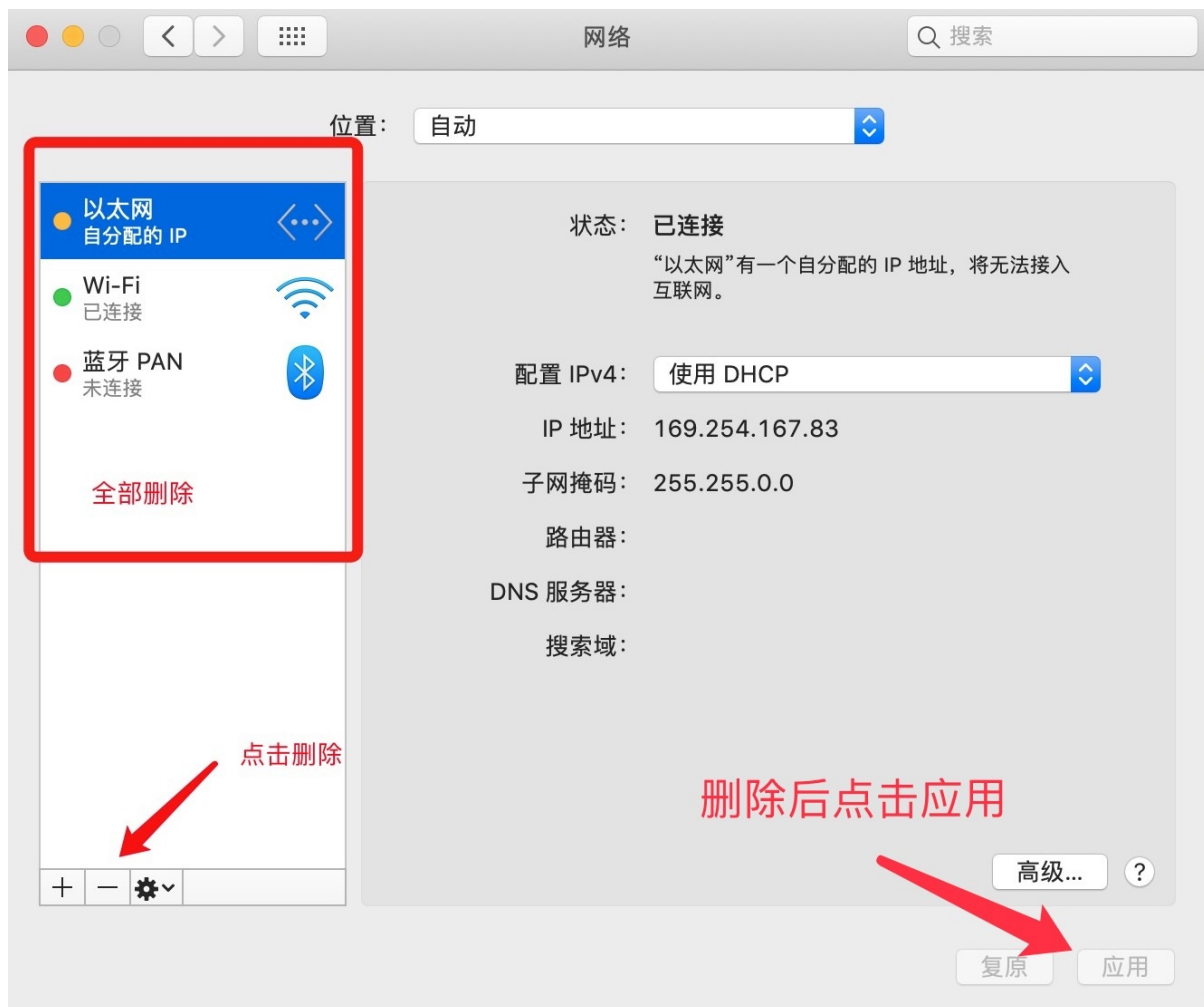 网络
搜索
位置：
自动
以太网
自分配的 IP
Wi-Fi
已连接
蓝牙 PAN
未连接
全部删除
点击删除
状态：
已连接
“以太网”有一个自分配的 IP 地址，将无法接入
互联网。
配置 IPv4：
使用 DHCP
IP 地址：
169.254.167.83
子网掩码：
255.255.0.0
路由器：
DNS 服务器：
搜索域：
删除后点击应用
高级...
?
复原
应用